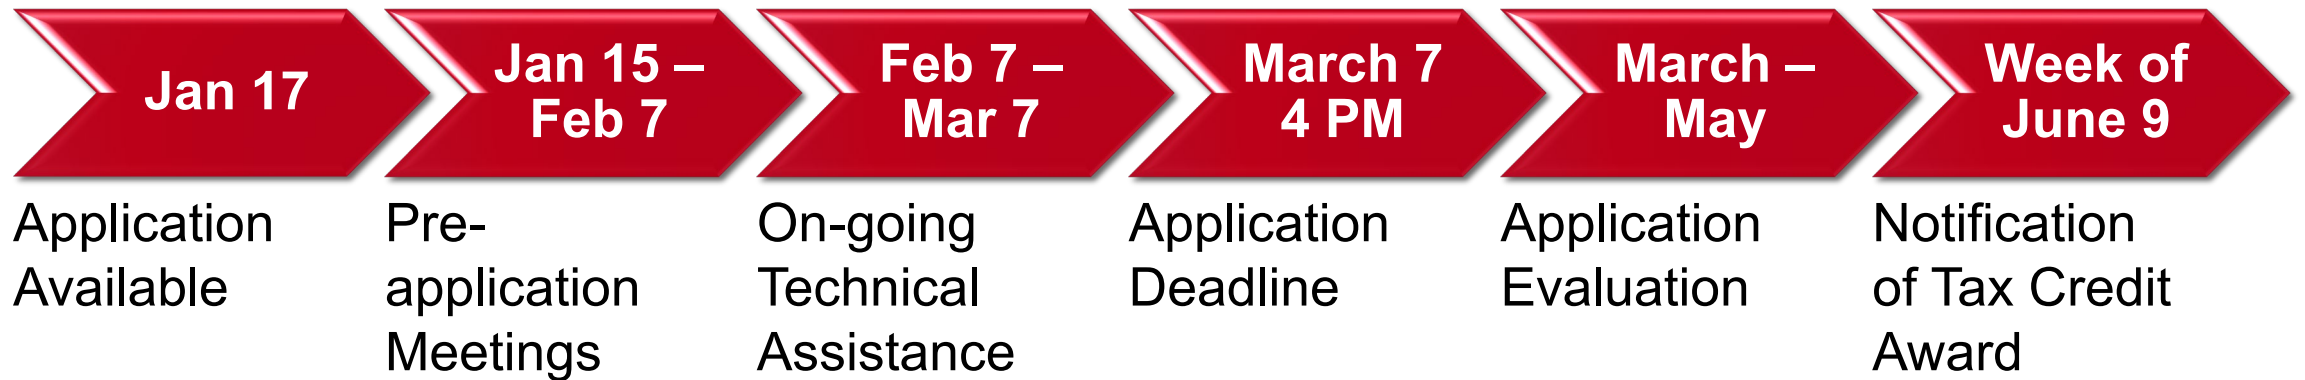 Jan 17
Jan 15 –
Feb 7
Feb 7 –
Mar 7
March 7
4 PM
March –
May
Week of
June 9
Application
Available
Pre-
application
Meetings
On-going
Technical
Assistance
Application
Deadline
Application
Evaluation
Notification
of Tax Credit
Award